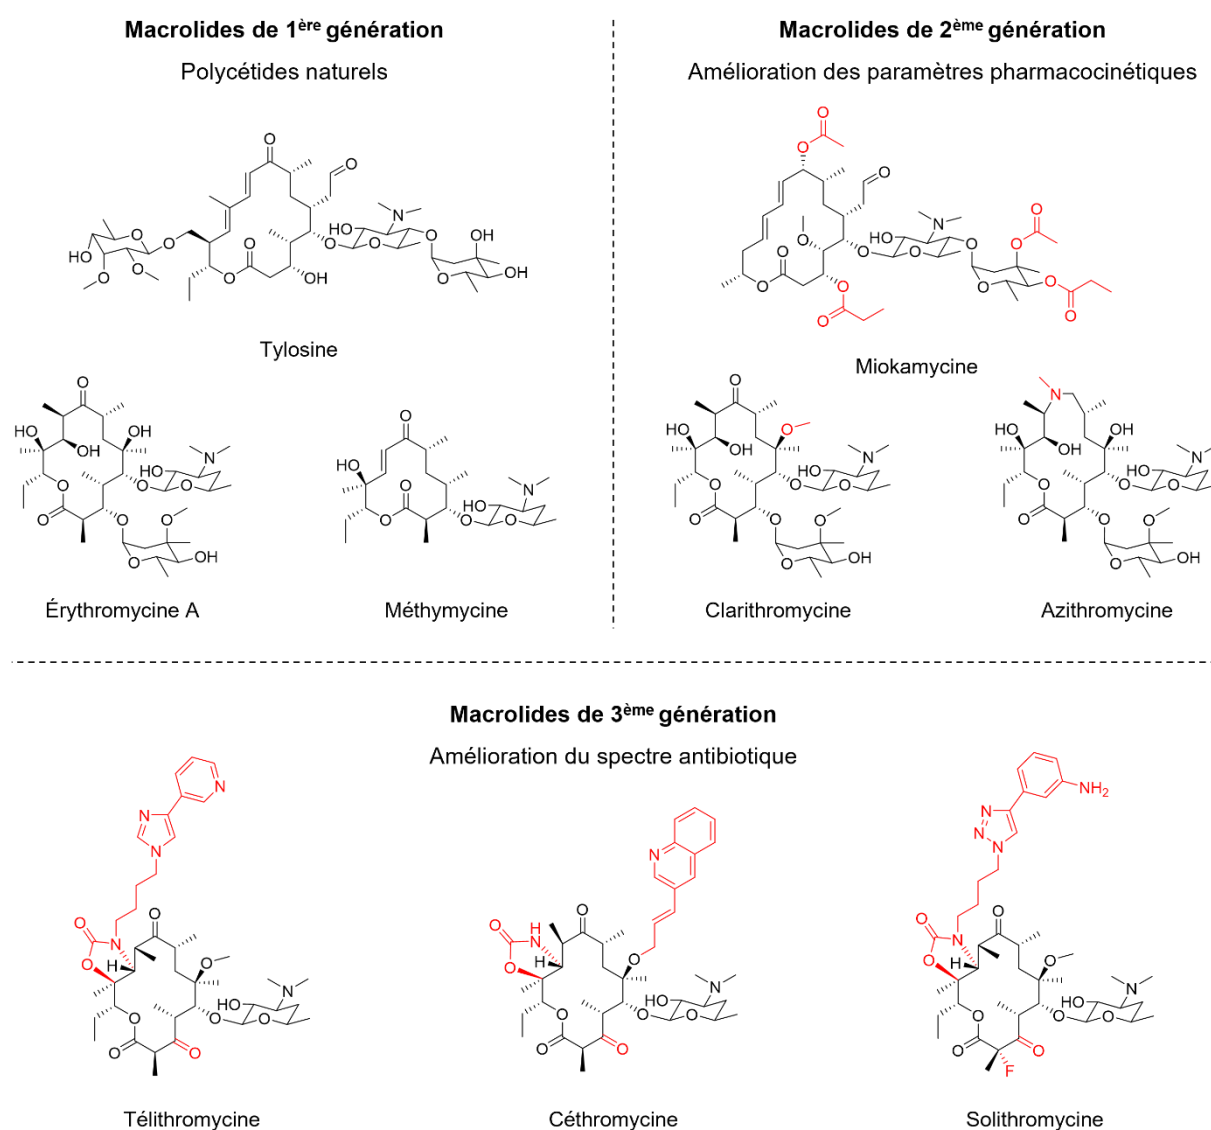 Macrolides de 1ère génération
Polycétides naturels
Tylosine
Érythromycine A
Méthymycine
Macrolides de 2ème génération
Amélioration des paramètres pharmacocinétiques
Miokamycine
Clarithromycine
Azithromycine
Macrolides de 3ème génération
Amélioration du spectre antibiotique
Télithromycine
Céthromycine
Solithromycine